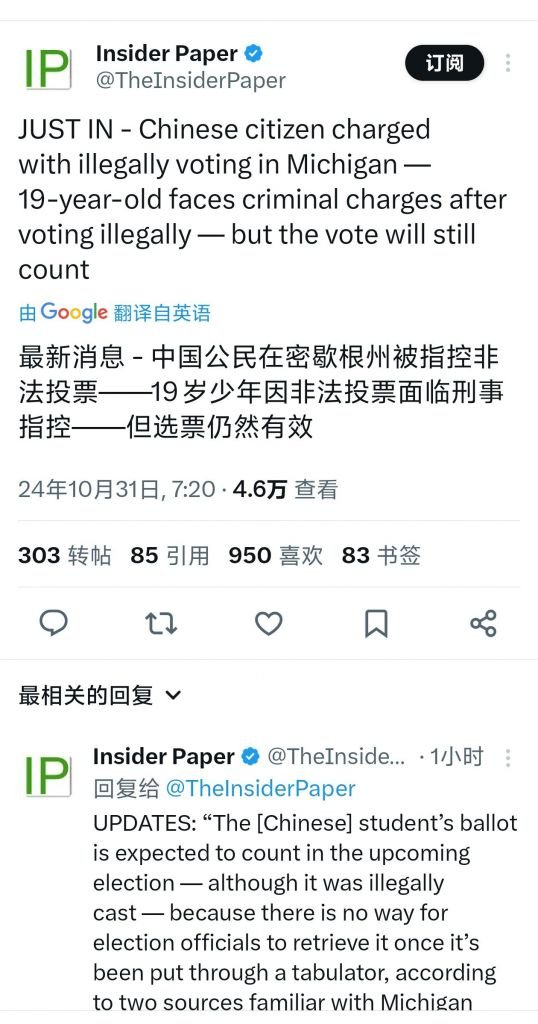 IP
Insider Paper
@TheInsiderPaper
订阅
JUST IN - Chinese citizen charged
with illegally voting in Michigan —
19-year-old faces criminal charges after
voting illegally — but the vote will still
count
由 Google 翻译自英语
最新消息 - 中国公民在密歇根州被指控非
法投票——19 岁少年因非法投票面临刑事
指控——但选票仍然有效
24年10月31日, 7:20 · 4.6万 查看
303 转帖 85 引用 950 喜欢 83 书签
最相关的回复
IP
Insider Paper @TheInside... · 1小时
回复给 @TheInsiderPaper
UPDATES: “The [Chinese] student’s ballot
is expected to count in the upcoming
election — although it was illegally
cast — because there is no way for
election officials to retrieve it once it’s
been put through a tabulator, according
to two sources familiar with Michigan